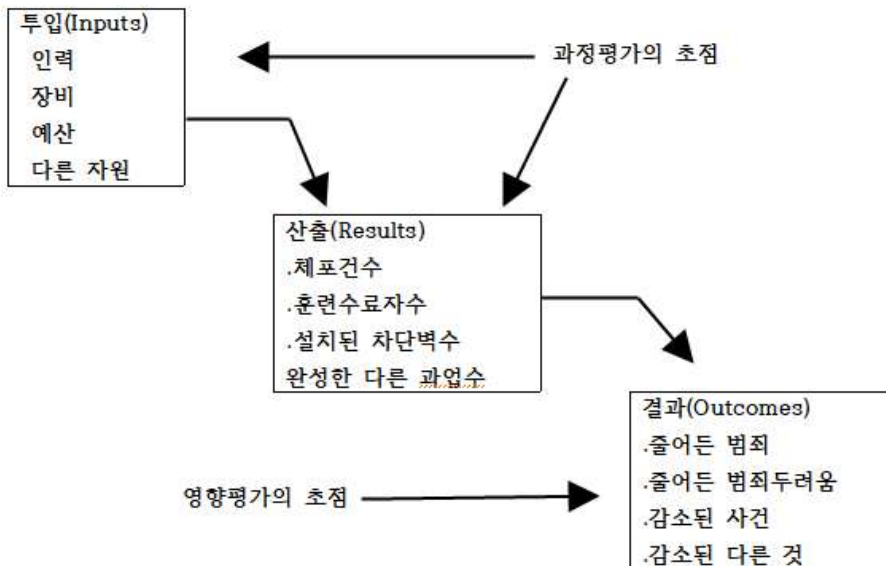 투입(Inputs)
인력
장비
예산
다른 자원
과정평가의 초점
산출(Results)
.체포건수
.훈련수료자수
.설치된 차단벽수
완성한 다른 과업수
결과(Outcomes)
.줄어든 범죄
.줄어든 범죄두려움
.감소된 사건
.감소된 다른 것
영향평가의 초점